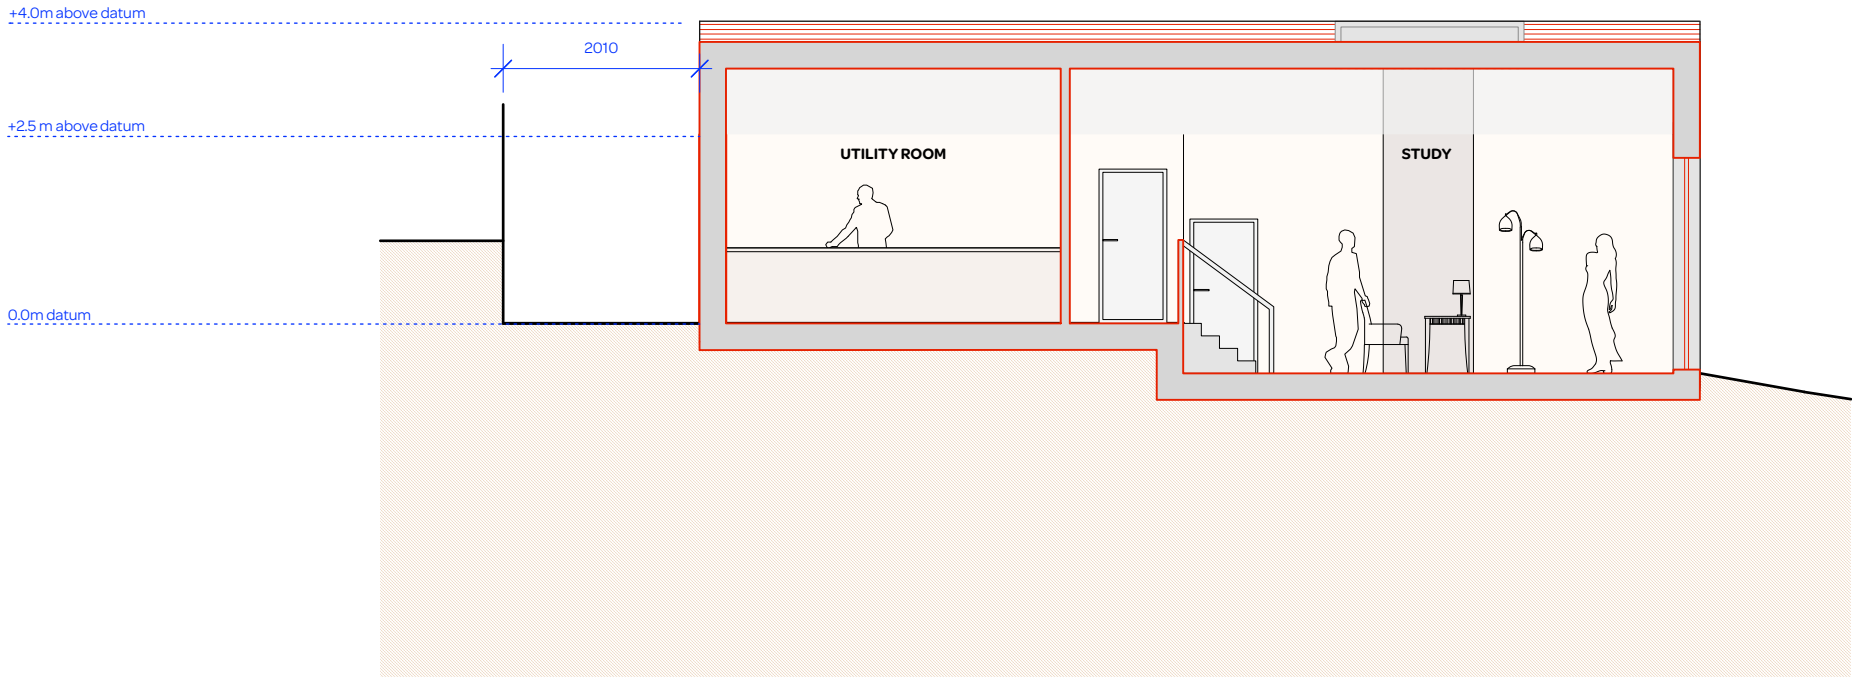 +4.0m above datum
2010
+2.5 m above datum
UTILITY ROOM
STUDY
0.0m datum